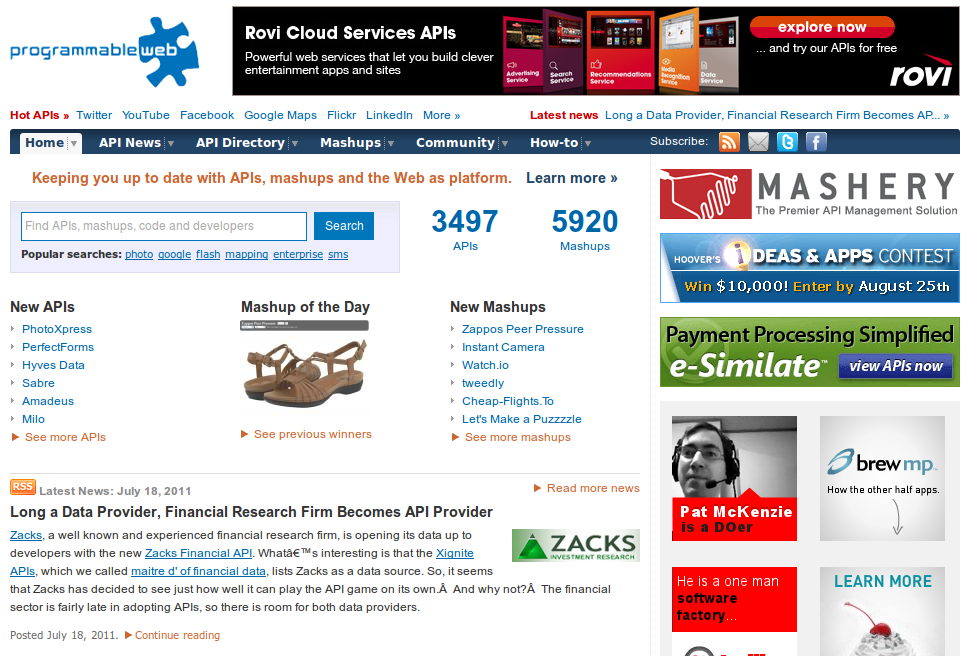 programmableweb
Rovi Cloud Services APIs
Powerful web services that let you build clever
entertainment apps and sites
Advertising
Service
Search
Service
Recommendations
Service
Media
Recognition
Service
Data
Service
explore now
... and try our APIs for free
rovi
Hot APIs » Twitter YouTube Facebook Google Maps Flickr LinkedIn More »
Latest news Long a Data Provider, Financial Research Firm Becomes AP... »
Home API News API Directory Mashups Community How-to
Subscribe:
Keeping you up to date with APIs, mashups and the Web as platform. Learn more »
Find APIs, mashups, code and developers
Search
Popular searches: photo google flash mapping enterprise sms
3497
APIs
5920
Mashups
MASHERY
The Premier API Management Solution
HOOVER'S iDEAS & APPS CONTEST
Win $10,000! Enter by August 25th
Payment Processing Simplified
e-Similate™
view APIs now
New APIs
PhotoXpress
PerfectForms
Hyves Data
Sabre
Amadeus
Milo
See more APIs
Mashup of the Day
See previous winners
New Mashups
Zappos Peer Pressure
Instant Camera
Watch.io
tweedly
Cheap-Flights.To
Let's Make a Puzzzzle
See more mashups
Pat McKenzie
is a DOer
brew mp™
How the other half apps.
RSS Latest News: July 18, 2011
Read more news
Long a Data Provider, Financial Research Firm Becomes API Provider
Zacks, a well known and experienced financial research firm, is opening its data up to
developers with the new Zacks Financial API. Whatâ€™s interesting is that the Xignite
APIs, which we called maitre d' of financial data, lists Zacks as a data source. So, it seems
that Zacks has decided to see just how well it can play the API game on its own.Â And why not?Â The financial
sector is fairly late in adopting APIs, so there is room for both data providers.
ZACKS
INVESTMENT RESEARCH
Posted July 18, 2011. Continue reading
He is a one man
software
factory...
LEARN MORE